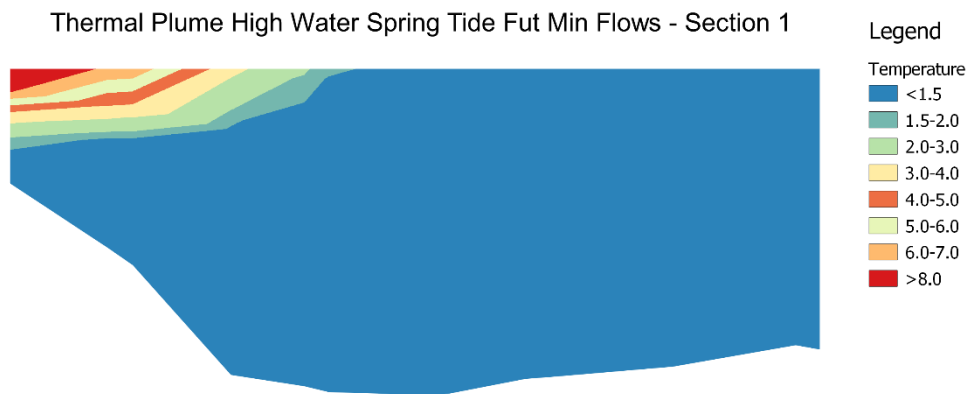 Thermal Plume High Water Spring Tide Fut Min Flows - Section 1
Legend
Temperature
<1.5
1.5-2.0
2.0-3.0
3.0-4.0
4.0-5.0
5.0-6.0
6.0-7.0
>8.0